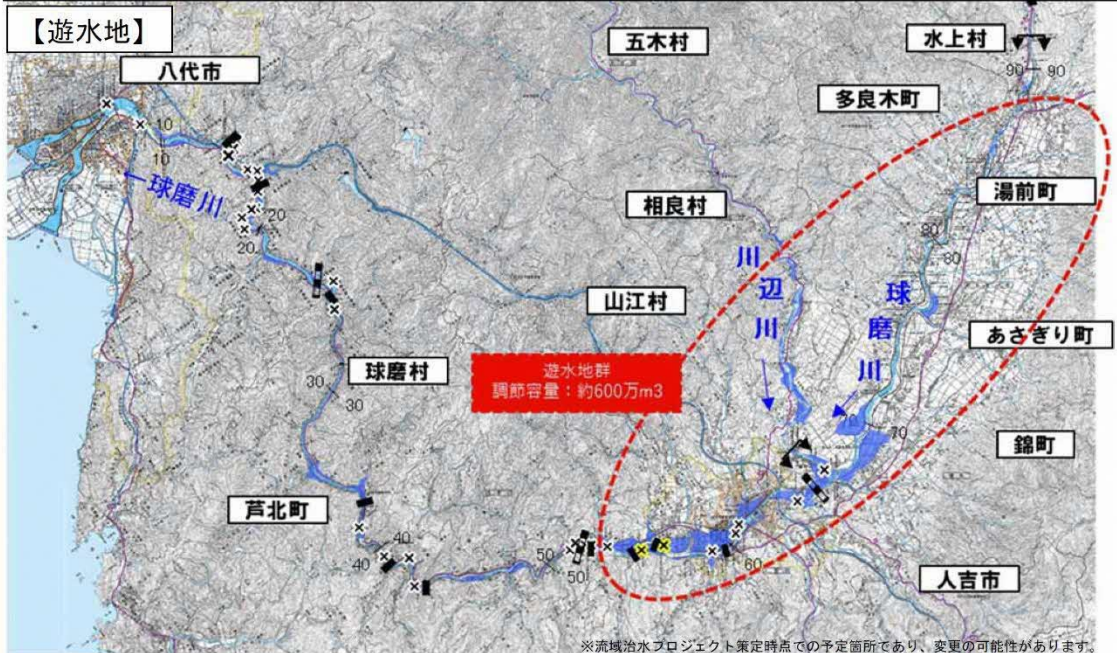 【遊水地】
八代市
五木村
水上村
90
90
多良木町
10
10
←球磨川
相良村
湯前町
20
20
80
80
川辺川
球磨川
山江村
あさぎり町
球磨村
遊水地群
調節容量：約600万m3
30
30
70
70
錦町
芦北町
40
40
50
50
60
人吉市
※流域治水プロジェクト策定時点での予定箇所であり、変更の可能性があります。